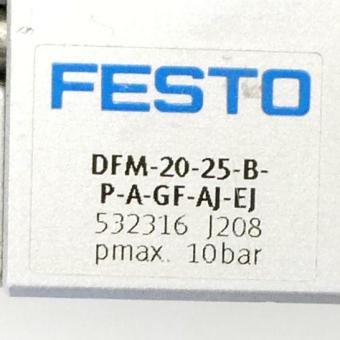 FESTO
DFM-20-25-B-
P-A-GF-AJ-EJ
532316 J208
pmax. 10bar